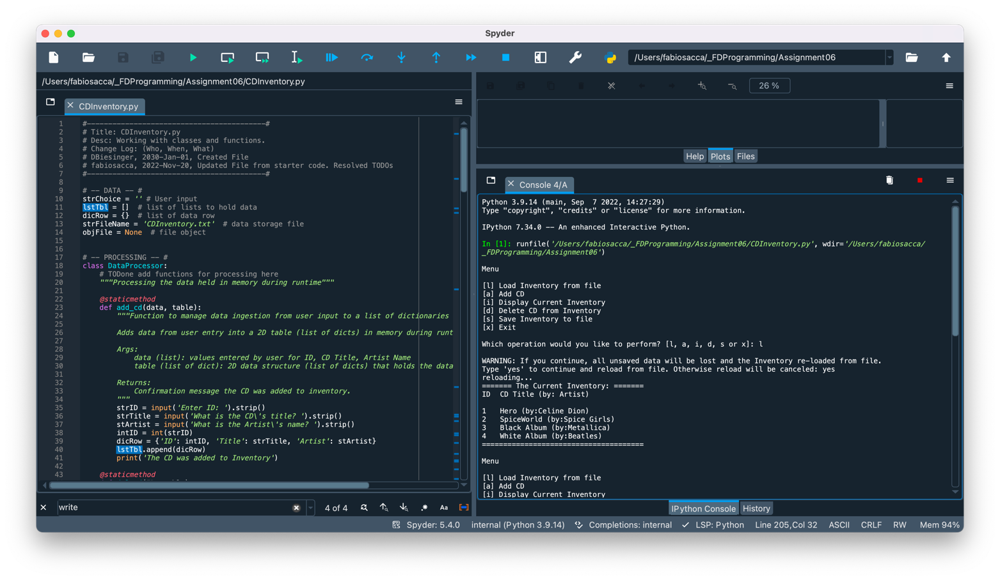 Spyder
/Users/fabiosacca/_FDProgramming/Assignment06
/Users/fabiosacca/_FDProgramming/Assignment06/CDInventory.py
CDInventory.py
1 #------------------------------------------#
2 # Title: CDInventory.py
3 # Desc: Working with classes and functions.
4 # Change Log: (Who, When, What)
5 # DBiesinger, 2030-Jan-01, Created File
6 # fabiosacca, 2022-Nov-20, Updated File from starter code. Resolved TODOs
7 #------------------------------------------#
8
9 # -- DATA -- #
10 strChoice = '' # User input
11 lstTbl = []  # list of lists to hold data
12 dicRow = {}  # list of data row
13 strFileName = 'CDInventory.txt'  # data storage file
14 objFile = None  # file object
15
16
17 # -- PROCESSING -- #
18 class DataProcessor:
19     # TODone add functions for processing here
20     """Processing the data held in memory during runtime"""
21
22     @staticmethod
23     def add_cd(data, table):
24         """Function to manage data ingestion from user input to a list of dictionaries
25
26         Adds data from user entry into a 2D table (list of dicts) in memory during runt
27
28         Args:
29             data (list): values entered by user for ID, CD Title, Artist Name
30             table (list of dict): 2D data structure (list of dicts) that holds the data
31
32         Returns:
33             Confirmation message the CD was added to inventory.
34         """
35         strID = input('Enter ID: ').strip()
36         strTitle = input('What is the CD\'s title? ').strip()
37         stArtist = input('What is the Artist\'s name? ').strip()
38         intID = int(strID)
39         dicRow = {'ID': intID, 'Title': strTitle, 'Artist': stArtist}
40         lstTbl.append(dicRow)
41         print('The CD was added to Inventory')
42
43     @staticmethod
write
4 of 4
Aa
26 %
Help Plots Files
Console 4/A
Python 3.9.14 (main, Sep  7 2022, 14:27:29)
Type "copyright", "credits" or "license" for more information.
IPython 7.34.0 -- An enhanced Interactive Python.
In [1]: runfile('/Users/fabiosacca/_FDProgramming/Assignment06/CDInventory.py', wdir='/Users/fabiosacca/
_FDProgramming/Assignment06')
Menu
[l] Load Inventory from file
[a] Add CD
[i] Display Current Inventory
[d] Delete CD from Inventory
[s] Save Inventory to file
[x] Exit
Which operation would you like to perform? [l, a, i, d, s or x]: l
WARNING: If you continue, all unsaved data will be lost and the Inventory re-loaded from file.
Type 'yes' to continue and reload from file. Otherwise reload will be canceled: yes
reloading...
======= The Current Inventory: =======
ID  CD Title (by: Artist)
1   Hero (by:Celine Dion)
2   SpiceWorld (by:Spice Girls)
3   Black Album (by:Metallica)
4   White Album (by:Beatles)
======================================
Menu
[l] Load Inventory from file
[a] Add CD
[i] Display Current Inventory
IPython Console History
Spyder: 5.4.0 internal (Python 3.9.14) Completions: internal LSP: Python Line 205,Col 32 ASCII CRLF RW Mem 94%